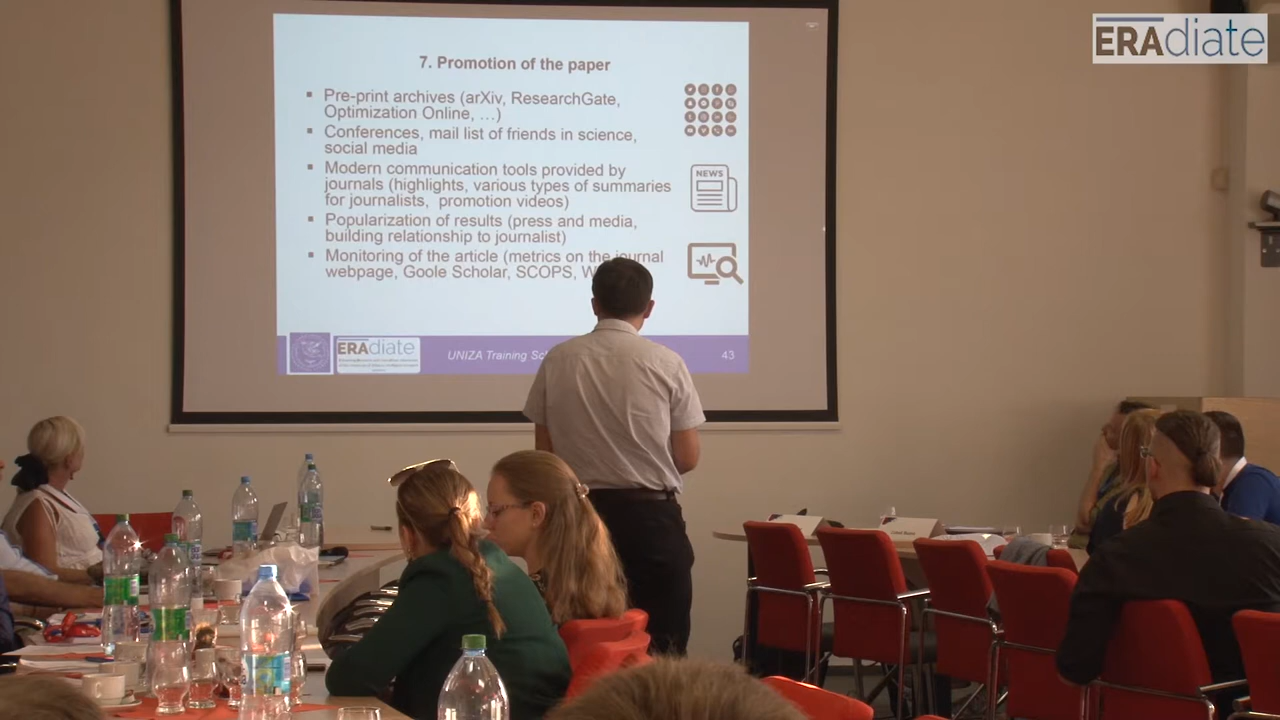 ERAdiate
7. Promotion of the paper
▪ Pre-print archives (arXiv, ResearchGate,
Optimization Online, …)
▪ Conferences, mail list of friends in science,
social media
▪ Modern communication tools provided by
journals (highlights, various types of summaries
for journalists, promotion videos)
NEWS
▪ Popularization of results (press and media,
building relationship to journalist)
▪ Monitoring of the article (metrics on the journal
webpage, Goole Scholar, SCOPS,
ERAdiate
UNIZA Training
43